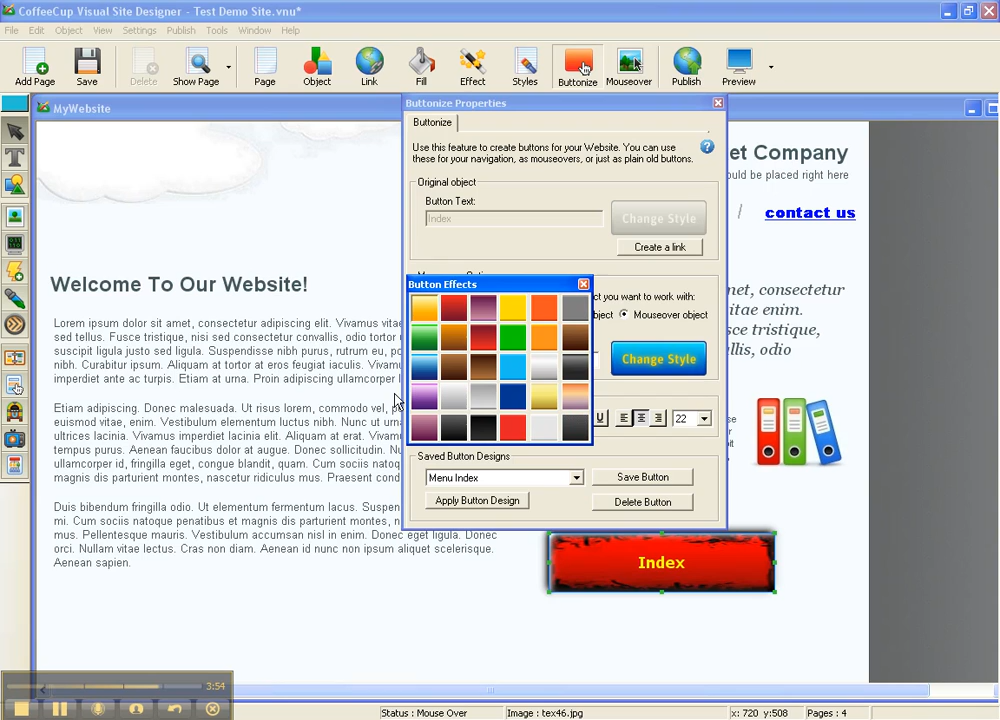 CoffeeCup Visual Site Designer - Test Demo Site.vnu*
File Edit Object View Settings Publish Tools Window Help
Add Page Save Delete Show Page Page Object Link Fill Effect Styles Buttonize Mouseover Publish Preview
MyWebsite
Buttonize Properties
Buttonize
Use this feature to create buttons for your Website. You can use
these for your navigation, as mouseovers, or just as plain old buttons.
Original object
Button Text:
Index
Change Style
Create a link
Button Effects
ct you want to work with:
bject Mouseover object
Change Style
U 22
Saved Button Designs
Menu Index
Save Button
Apply Button Design
Delete Button
et Company
ould be placed right here
/ contact us
Welcome To Our Website!
Lorem ipsum dolor sit amet, consectetur adipiscing elit. Vivamus vitae
sed tellus. Fusce tristique, nisi sed consectetur convallis, odio tortor
suscipit ligula justo sed ligula. Suspendisse nibh purus, rutrum eu, po
nibh. Curabitur ipsum. Aliquam at tortor at eros feugiat iaculis. Vivam
imperdiet ante ac turpis. Etiam at urna. Proin adipiscing ullamcorper l
Etiam adipiscing. Donec malesuada. Ut risus lorem, commodo vel, p
euismod vitae, enim. Vestibulum elementum luctus nibh. Nunc ut urn
ultrices lacinia. Vivamus imperdiet lacinia elit. Aliquam at erat. Vivam
tempus purus. Aenean faucibus dolor at augue. Donec sollicitudin. N
ullamcorper id, fringilla eget, congue blandit, quam. Cum sociis natoq
magnis dis parturient montes, nascetur ridiculus mus. Praesent cond
Duis bibendum fringilla odio. Ut elementum fermentum lacus. Suspen
mi. Cum sociis natoque penatibus et magnis dis parturient montes, n
mus. Pellentesque mauris. Vestibulum accumsan nisl in enim. Donec eget ligula. Donec
orci. Nullam vitae lectus. Cras non diam. Aenean id nunc non ipsum aliquet scelerisque.
Aenean sapien.
net, consectetur
itae enim.
sce tristique,
llis, odio
se
r
bit
Index
3:54
Status : Mouse Over Image : tex46.jpg x: 720 y:508 Pages : 4